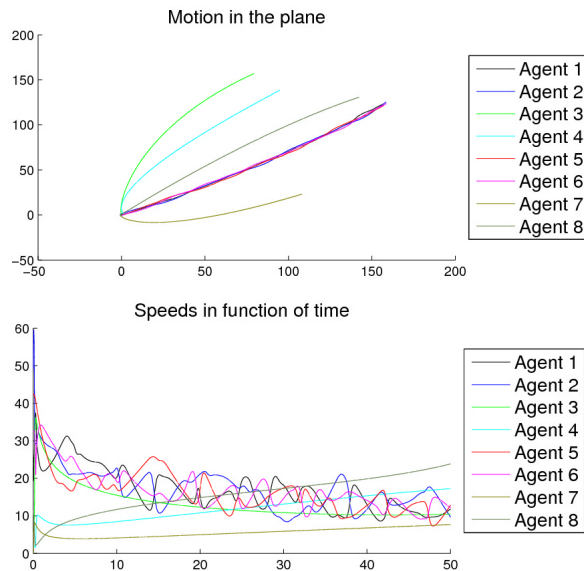 Motion in the plane
200
150
100
50
0
−50
−50
0
50
100
150
200
Agent 1
Agent 2
Agent 3
Agent 4
Agent 5
Agent 6
Agent 7
Agent 8
Speeds in function of time
60
50
40
30
20
10
0
0
10
20
30
40
50
Agent 1
Agent 2
Agent 3
Agent 4
Agent 5
Agent 6
Agent 7
Agent 8